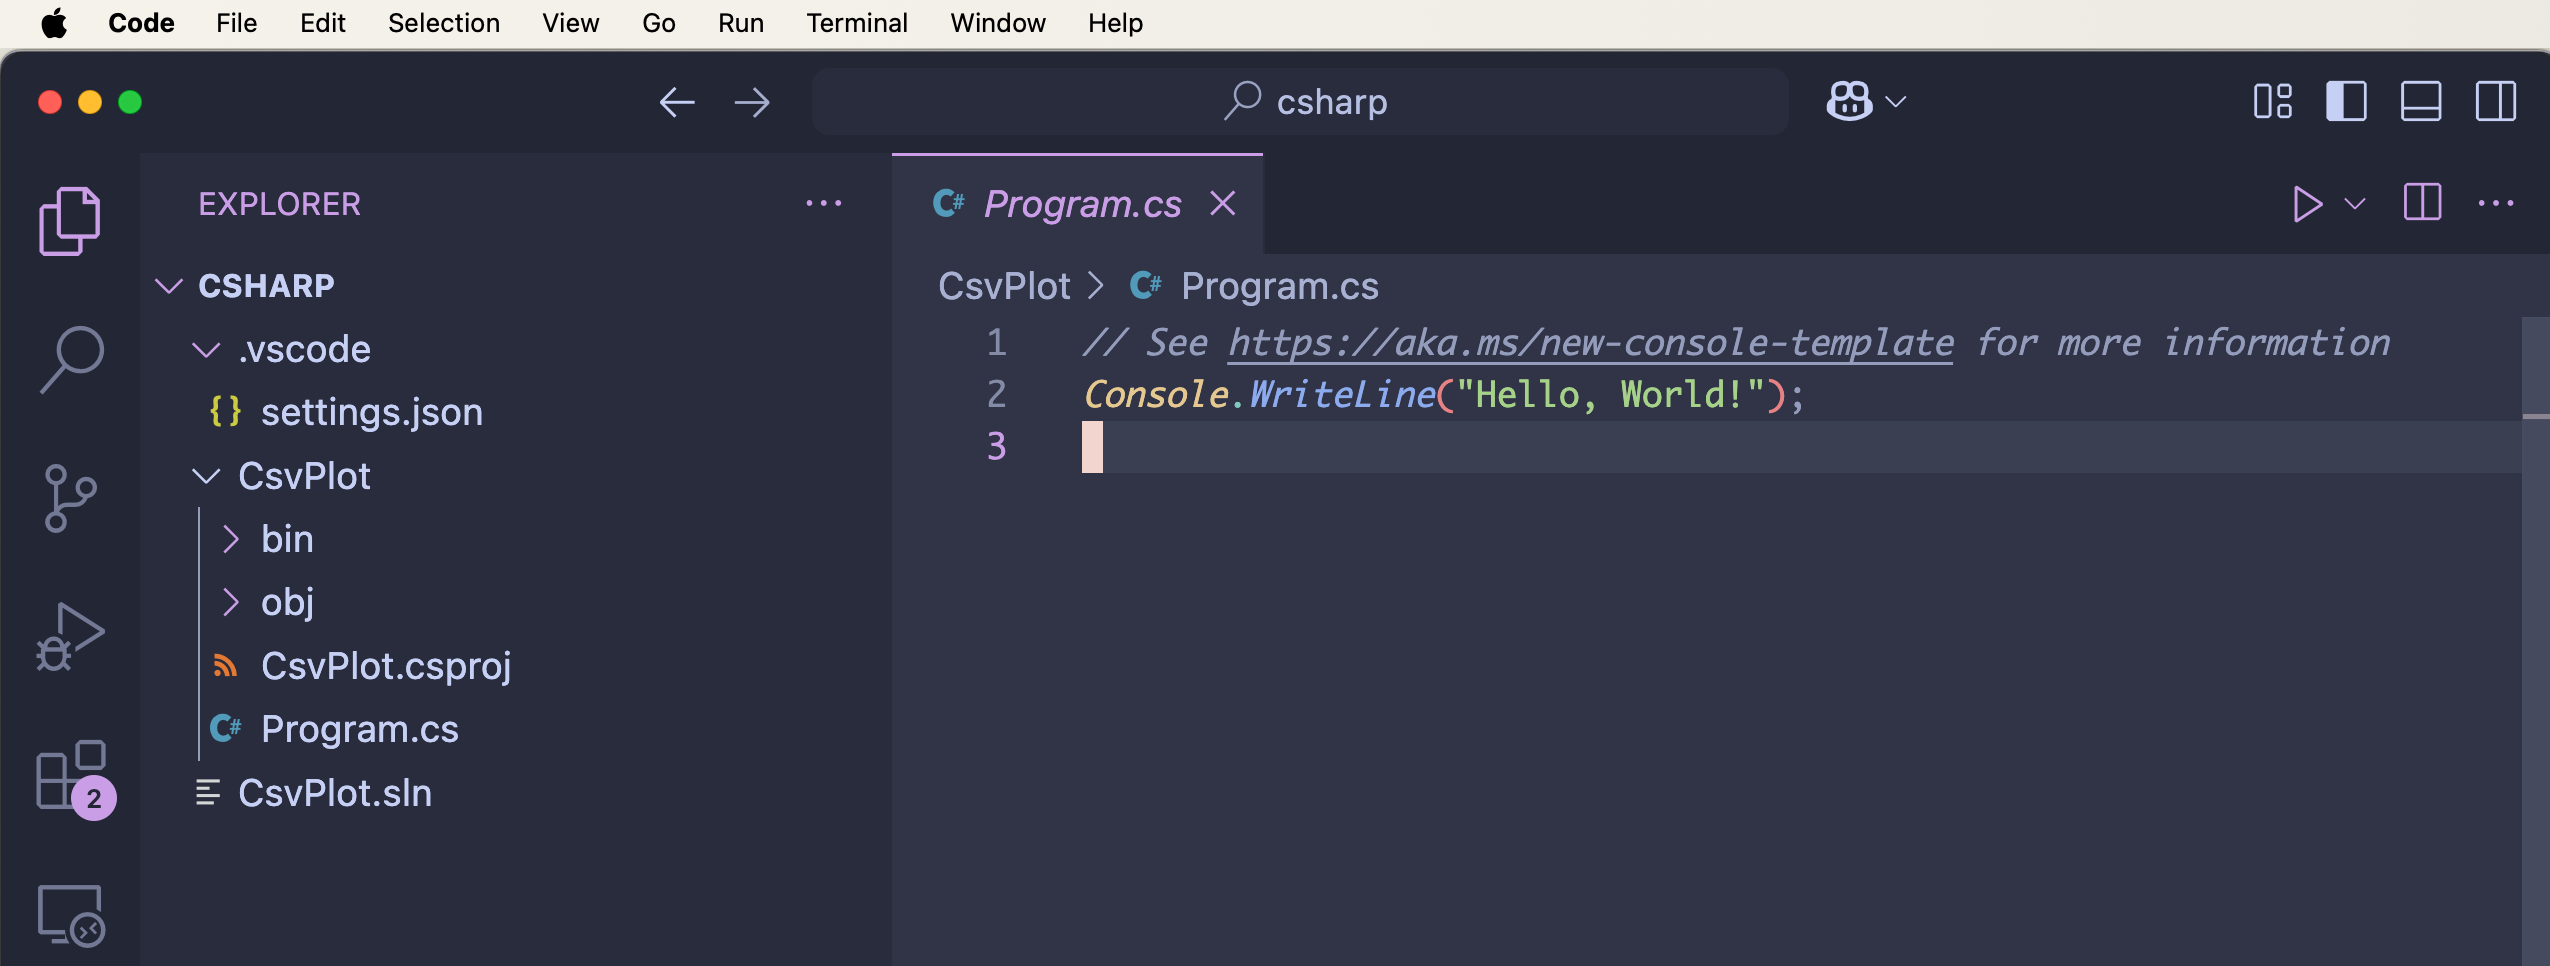 Code File Edit Selection View Go Run Terminal Window Help
csharp
EXPLORER
CSHARP
.vscode
{} settings.json
CsvPlot
bin
obj
CsvPlot.csproj
C# Program.cs
CsvPlot.sln
2
C# Program.cs
CsvPlot > C# Program.cs
1 // See https://aka.ms/new-console-template for more information
2 Console.WriteLine("Hello, World!");
3